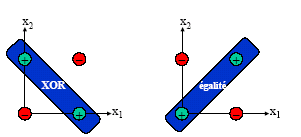 x2 x2
+ − − +
XOR égalité
− + x1 + − x1